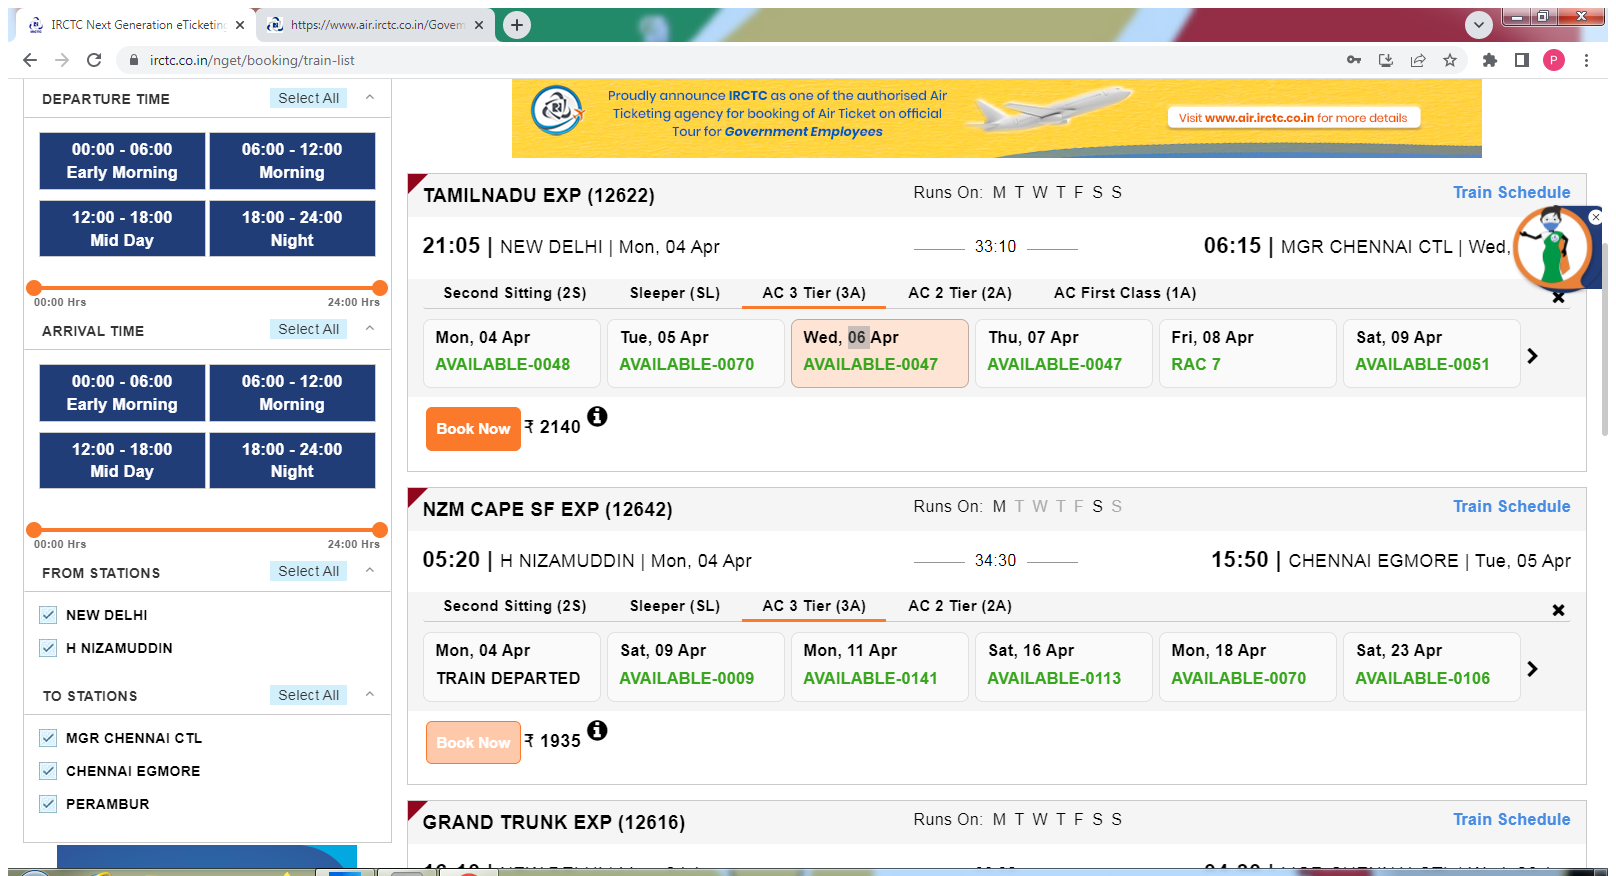 IRCTC Next Generation eTicketing
https://www.air.irctc.co.in/Govern
irctc.co.in/nget/booking/train-list
P
DEPARTURE TIME
Select All
00:00 - 06:00
Early Morning
06:00 - 12:00
Morning
12:00 - 18:00
Mid Day
18:00 - 24:00
Night
00:00 Hrs
24:00 Hrs
ARRIVAL TIME
Select All
00:00 - 06:00
Early Morning
06:00 - 12:00
Morning
12:00 - 18:00
Mid Day
18:00 - 24:00
Night
00:00 Hrs
24:00 Hrs
FROM STATIONS
Select All
NEW DELHI
H NIZAMUDDIN
TO STATIONS
Select All
MGR CHENNAI CTL
CHENNAI EGMORE
PERAMBUR
Proudly announce IRCTC as one of the authorised Air
Ticketing agency for booking of Air Ticket on official
Tour for Government Employees
Visit www.air.irctc.co.in for more details
TAMILNADU EXP (12622)
Runs On: M T W T F S S
Train Schedule
21:05 | NEW DELHI | Mon, 04 Apr
33:10
06:15 | MGR CHENNAI CTL | Wed,
Second Sitting (2S)
Sleeper (SL)
AC 3 Tier (3A)
AC 2 Tier (2A)
AC First Class (1A)
Mon, 04 Apr
AVAILABLE-0048
Tue, 05 Apr
AVAILABLE-0070
Wed, 06 Apr
AVAILABLE-0047
Thu, 07 Apr
AVAILABLE-0047
Fri, 08 Apr
RAC 7
Sat, 09 Apr
AVAILABLE-0051
Book Now
₹ 2140
NZM CAPE SF EXP (12642)
Runs On: M T W T F S S
Train Schedule
05:20 | H NIZAMUDDIN | Mon, 04 Apr
34:30
15:50 | CHENNAI EGMORE | Tue, 05 Apr
Second Sitting (2S)
Sleeper (SL)
AC 3 Tier (3A)
AC 2 Tier (2A)
Mon, 04 Apr
TRAIN DEPARTED
Sat, 09 Apr
AVAILABLE-0009
Mon, 11 Apr
AVAILABLE-0141
Sat, 16 Apr
AVAILABLE-0113
Mon, 18 Apr
AVAILABLE-0070
Sat, 23 Apr
AVAILABLE-0106
Book Now
₹ 1935
GRAND TRUNK EXP (12616)
Runs On: M T W T F S S
Train Schedule